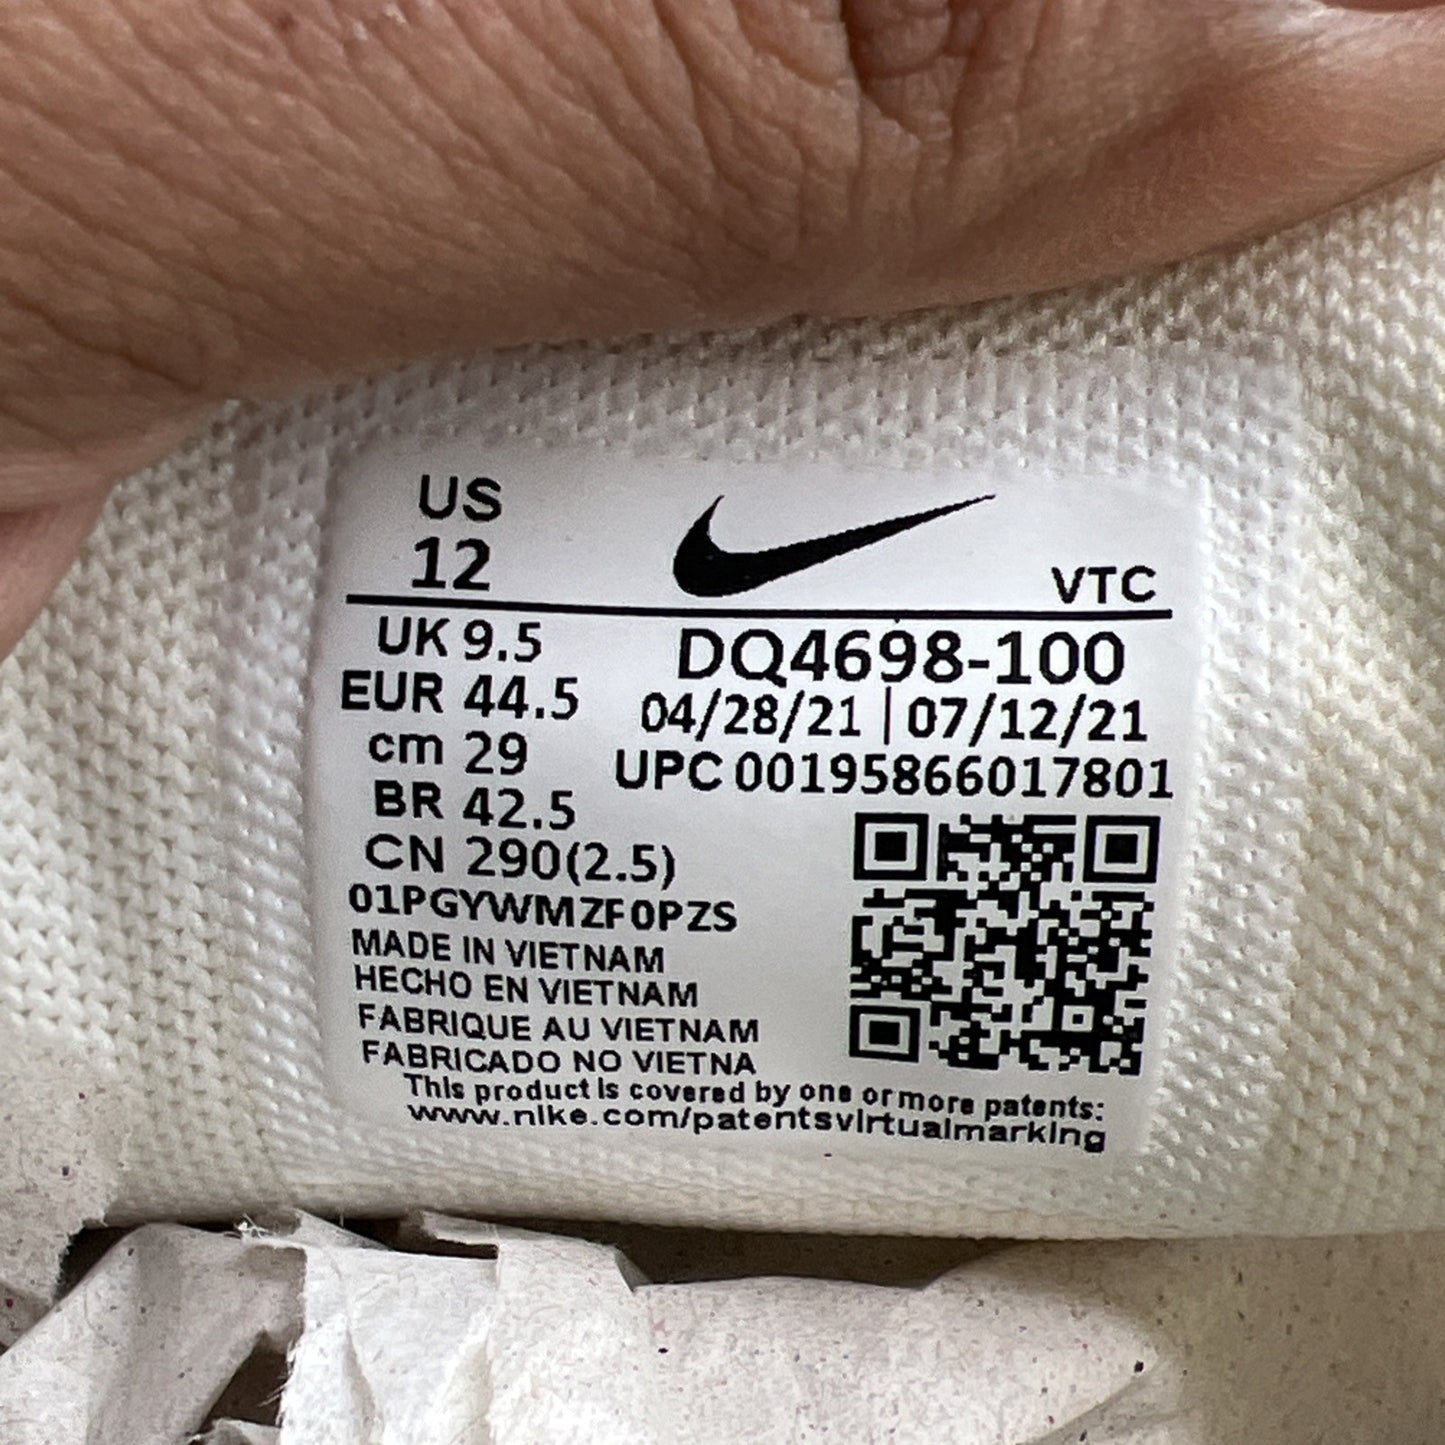 US
12
VTC
UK 9.5
EUR 44.5
cm 29
BR 42.5
CN 290(2.5)
DQ4698-100
04/28/21 | 07/12/21
UPC 00195866017801
01PGYWMZF0PZS
MADE IN VIETNAM
HECHO EN VIETNAM
FABRIQUE AU VIETNAM
FABRICADO NO VIETNA
This product is covered by one or more patents:
www.nike.com/patentsvirtualmarking